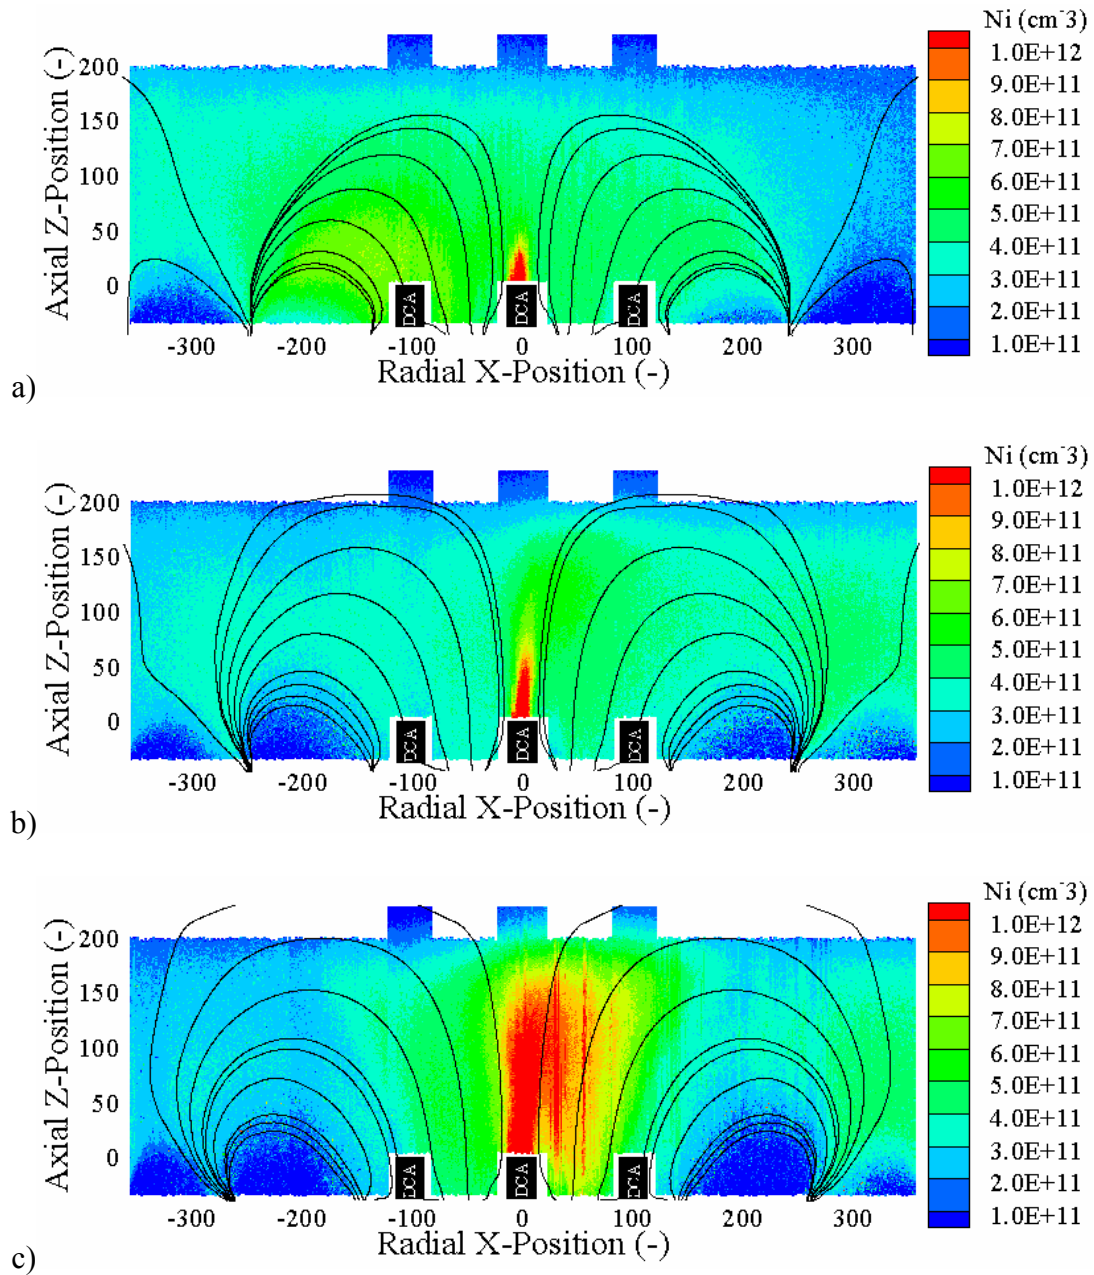 Ni (cm^-3)
1.0E+12
9.0E+11
8.0E+11
7.0E+11
6.0E+11
5.0E+11
4.0E+11
3.0E+11
2.0E+11
1.0E+11
Axial Z-Position (-)
200
150
100
50
0
DCA DCA DCA
-300 -200 -100 0 100 200 300
Radial X-Position (-)
a)
Ni (cm^-3)
1.0E+12
9.0E+11
8.0E+11
7.0E+11
6.0E+11
5.0E+11
4.0E+11
3.0E+11
2.0E+11
1.0E+11
Axial Z-Position (-)
200
150
100
50
0
DCA DCA DCA
-300 -200 -100 0 100 200 300
Radial X-Position (-)
b)
Ni (cm^-3)
1.0E+12
9.0E+11
8.0E+11
7.0E+11
6.0E+11
5.0E+11
4.0E+11
3.0E+11
2.0E+11
1.0E+11
Axial Z-Position (-)
200
150
100
50
0
DCA DCA DCA
-300 -200 -100 0 100 200 300
Radial X-Position (-)
c)